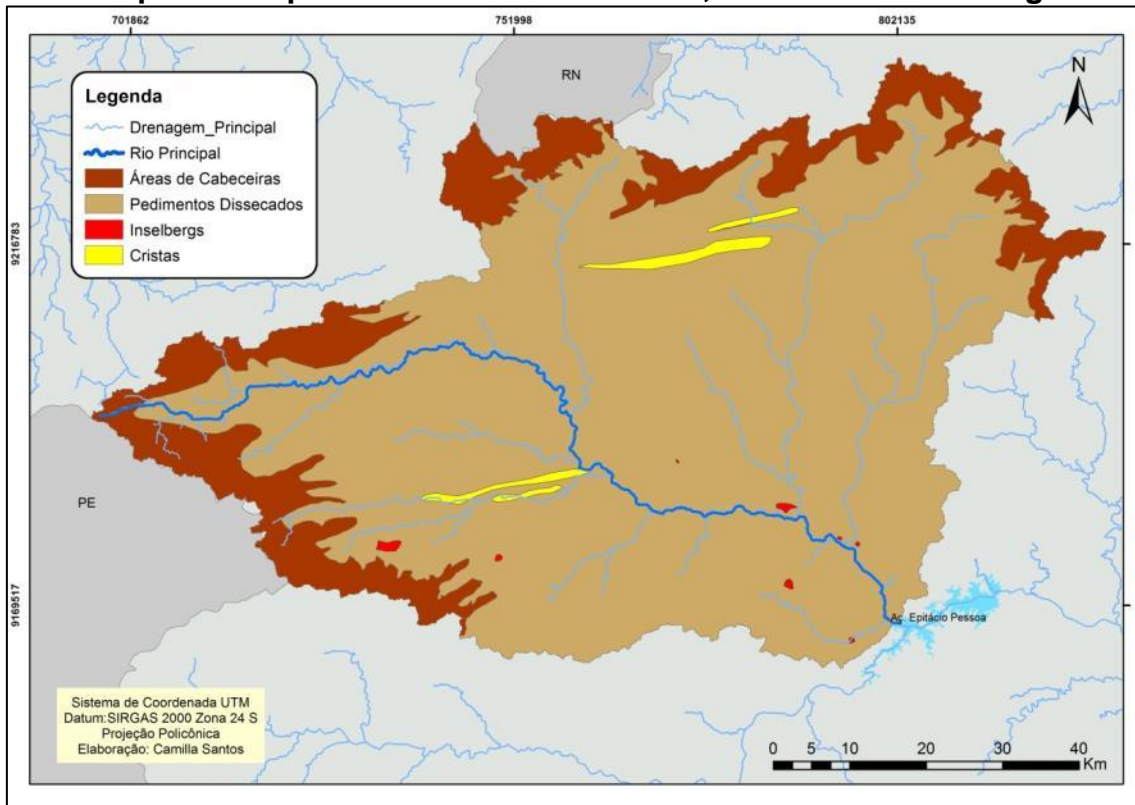 701862 751998 802135
RN
N
Legenda
Drenagem_Principal
Rio Principal
Áreas de Cabeceiras
Pedimentos Dissecados
Inselbergs
Cristas
9216783
9216783
PE
9169517
9169517
Aç. Epitácio Pessoa
Sistema de Coordenada UTM
Datum:SIRGAS 2000 Zona 24 S
Projeção Policônica
Elaboração: Camilla Santos
0 5 10 20 30 40
Km